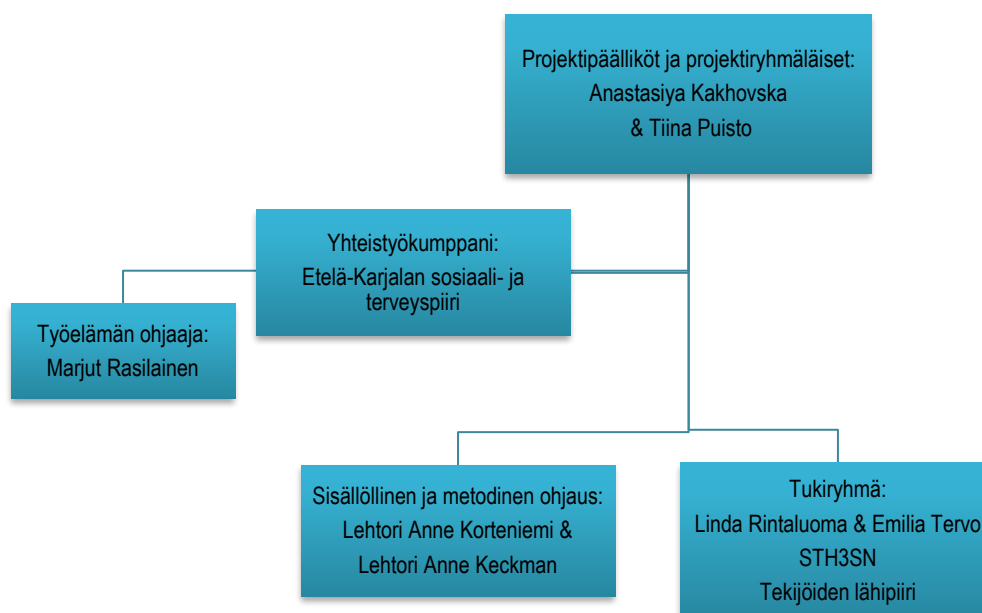 Projektipäälliköt ja projektiryhmäläiset:
Anastasiya Kakhovska
& Tiina Puisto
Yhteistyökumppani:
Etelä-Karjalan sosiaali- ja
terveyspiiri
Työelämän ohjaaja:
Marjut Rasilainen
Sisällöllinen ja metodinen ohjaus:
Lehtori Anne Korteniemi &
Lehtori Anne Keckman
Tukiryhmä:
Linda Rintaluoma & Emilia Tervo
STH3SN
Tekijöiden lähipiiri